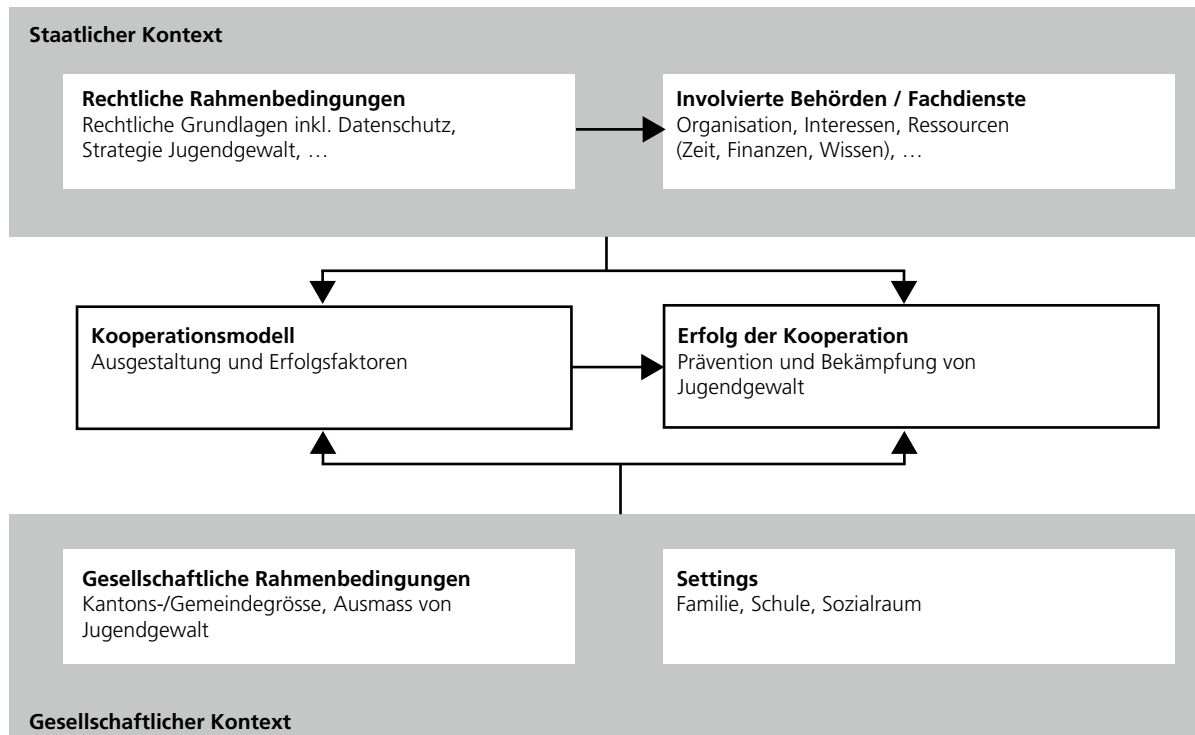 Staatlicher Kontext
Rechtliche Rahmenbedingungen
Rechtliche Grundlagen inkl. Datenschutz,
Strategie Jugendgewalt, …
Involvierte Behörden / Fachdienste
Organisation, Interessen, Ressourcen
(Zeit, Finanzen, Wissen), …
Kooperationsmodell
Ausgestaltung und Erfolgsfaktoren
Erfolg der Kooperation
Prävention und Bekämpfung von
Jugendgewalt
Gesellschaftliche Rahmenbedingungen
Kantons-/Gemeindegrösse, Ausmass von
Jugendgewalt
Settings
Familie, Schule, Sozialraum
Gesellschaftlicher Kontext